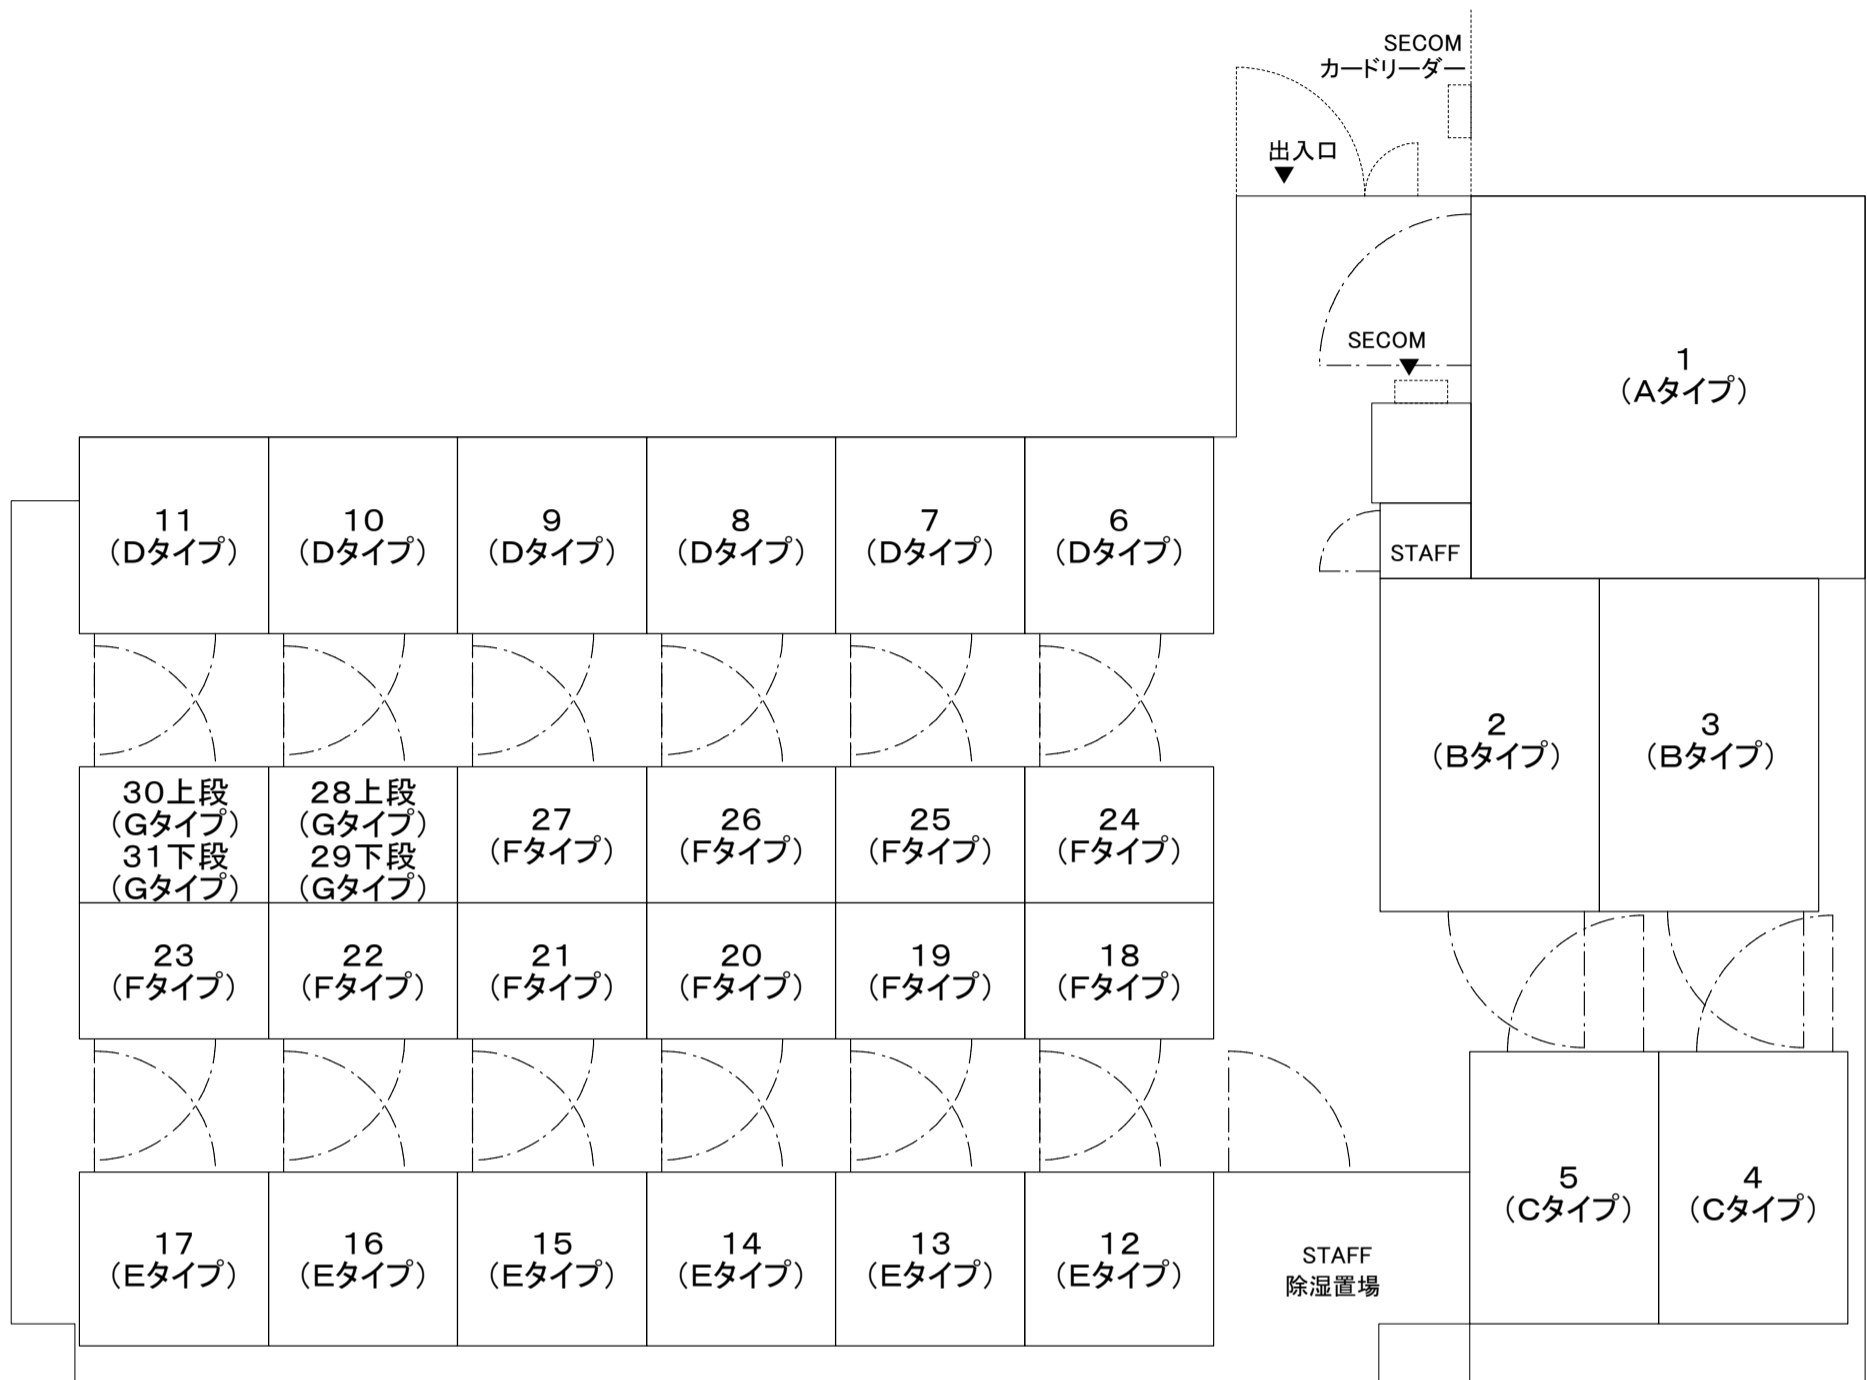 SECOM
カードリーダー
出入口
SECOM
1
（Aタイプ）
11
（Dタイプ）
10
（Dタイプ）
9
（Dタイプ）
8
（Dタイプ）
7
（Dタイプ）
6
（Dタイプ）
STAFF
2
（Bタイプ）
3
（Bタイプ）
30上段
（Gタイプ）
31下段
（Gタイプ）
28上段
（Gタイプ）
29下段
（Gタイプ）
27
（Fタイプ）
26
（Fタイプ）
25
（Fタイプ）
24
（Fタイプ）
23
（Fタイプ）
22
（Fタイプ）
21
（Fタイプ）
20
（Fタイプ）
19
（Fタイプ）
18
（Fタイプ）
17
（Eタイプ）
16
（Eタイプ）
15
（Eタイプ）
14
（Eタイプ）
13
（Eタイプ）
12
（Eタイプ）
STAFF
除湿置場
5
（Cタイプ）
4
（Cタイプ）